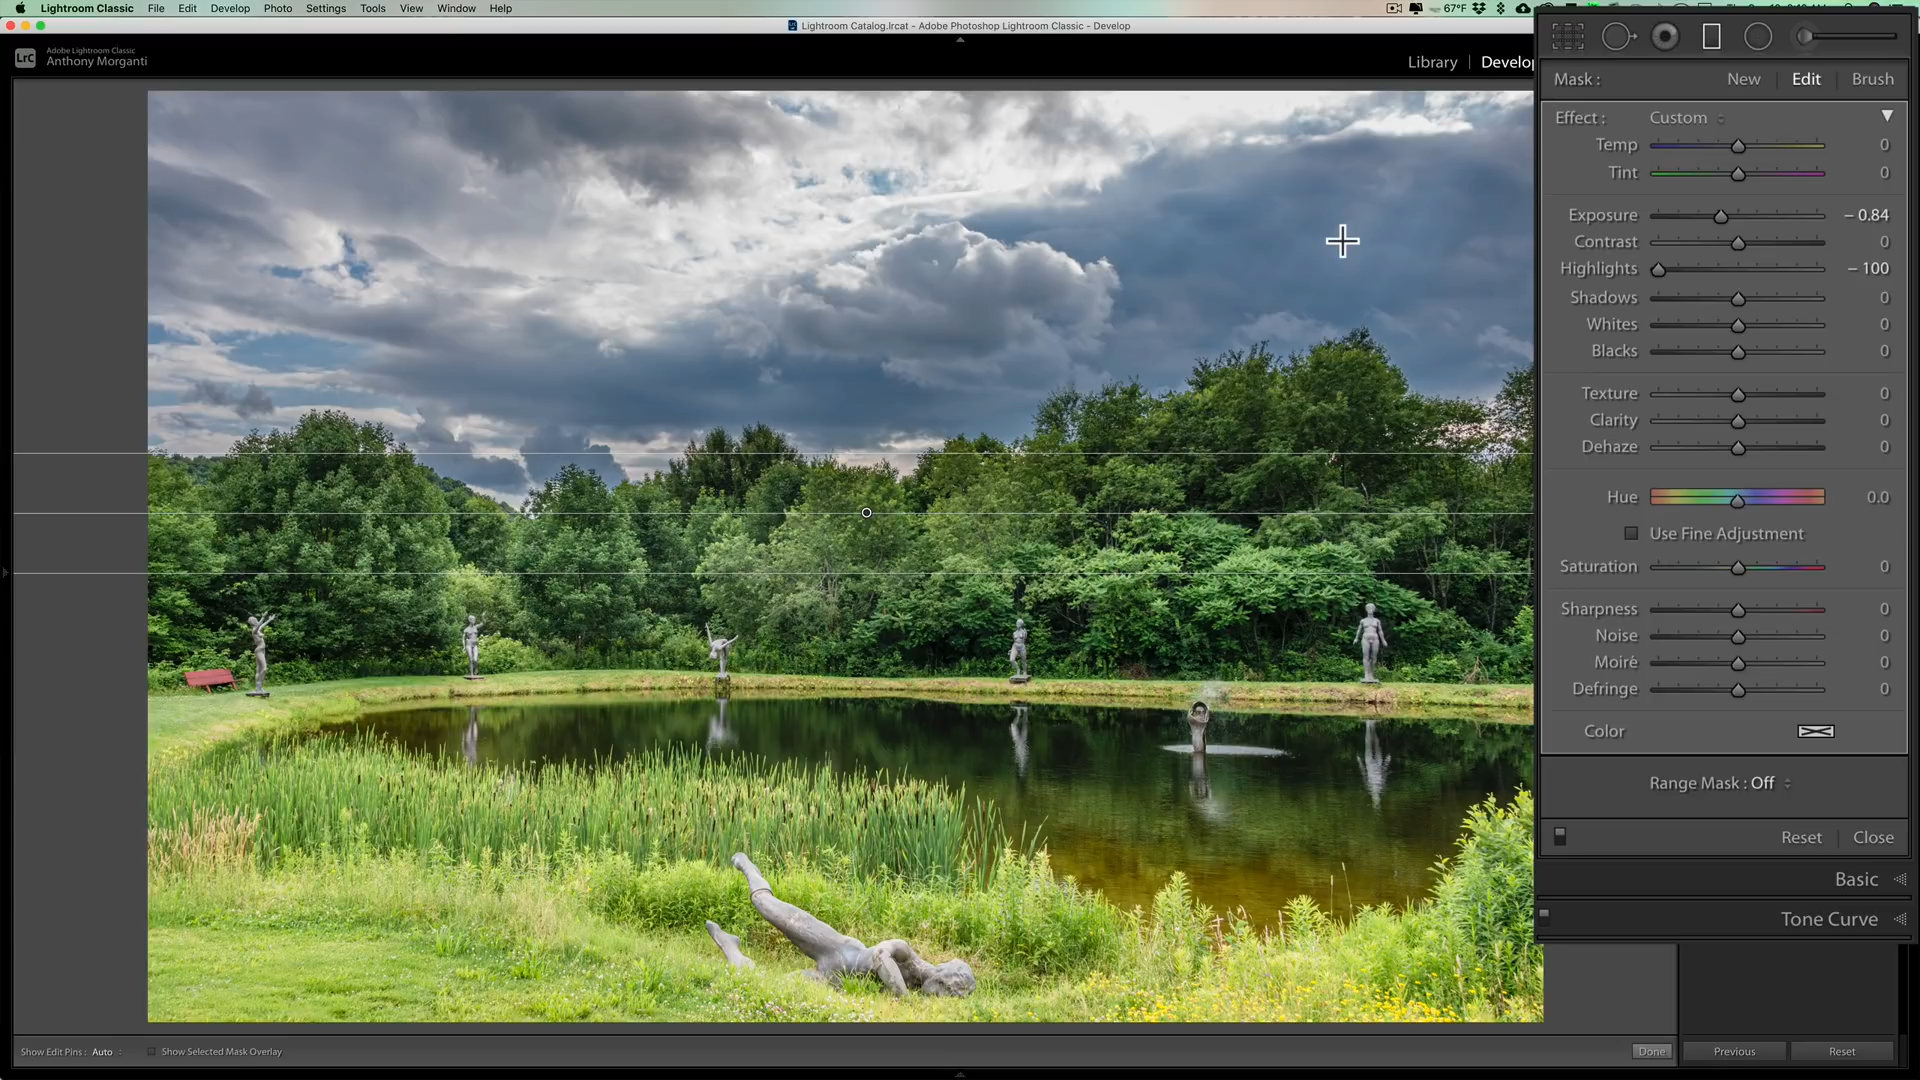 Lightroom Classic File Edit Develop Photo Settings Tools View Window Help
67°F
Lightroom Catalog.lrcat - Adobe Photoshop Lightroom Classic - Develop
LrC
Adobe Lightroom Classic
Anthony Morganti
Library | Develop
Mask : New Edit Brush
Effect : Custom
Temp 0
Tint 0
Exposure – 0.84
Contrast 0
Highlights – 100
Shadows 0
Whites 0
Blacks 0
Texture 0
Clarity 0
Dehaze 0
Hue 0.0
Use Fine Adjustment
Saturation 0
Sharpness 0
Noise 0
Moiré 0
Defringe 0
Color
Range Mask : Off
Reset Close
Basic
Tone Curve
Show Edit Pins : Auto Show Selected Mask Overlay Done Previous Reset